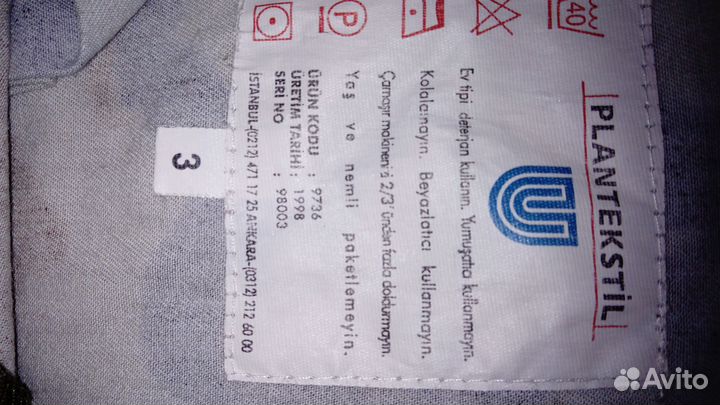 40
P
PLANTEKSTİL
Ev tipi deterjan kullanın. Yumuşatıcı kullanmayın.
Kolalamayın. Beyazlatıcı kullanmayın.
Çamaşır makineni s 2/3' ünden fazla doldurmayın.
Yaş ve nemli paketlemeyin.
ÜRÜN KODU : 9736
ÜRETİM TARİHİ : 1998
SERİ NO : 98003
İSTANBUL-(0212) 471 17 25 ANKARA-(0312) 212 60 00
3
Avito